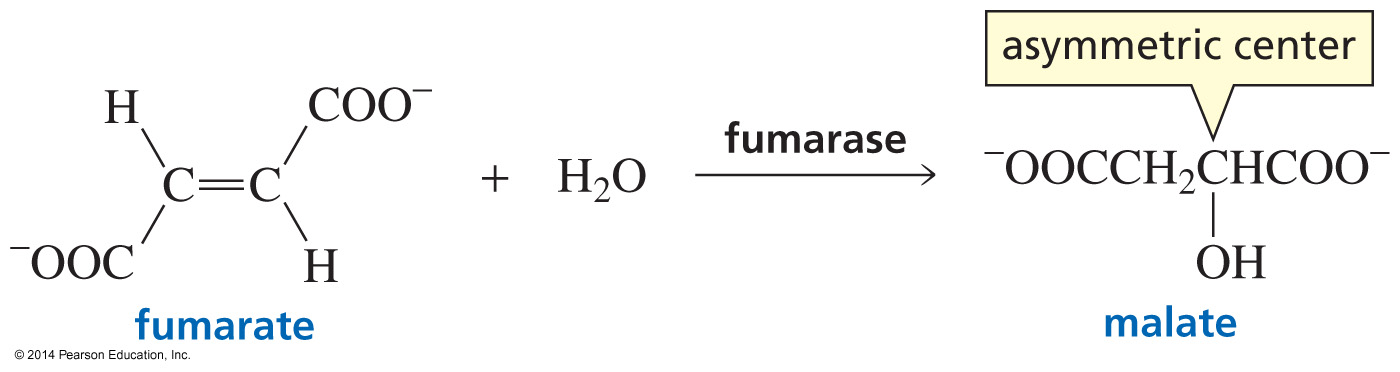 asymmetric center
H COO⁻
C=C + H₂O fumarase ⁻OOCCH₂CHCOO⁻
⁻OOC H OH
fumarate malate
© 2014 Pearson Education, Inc.